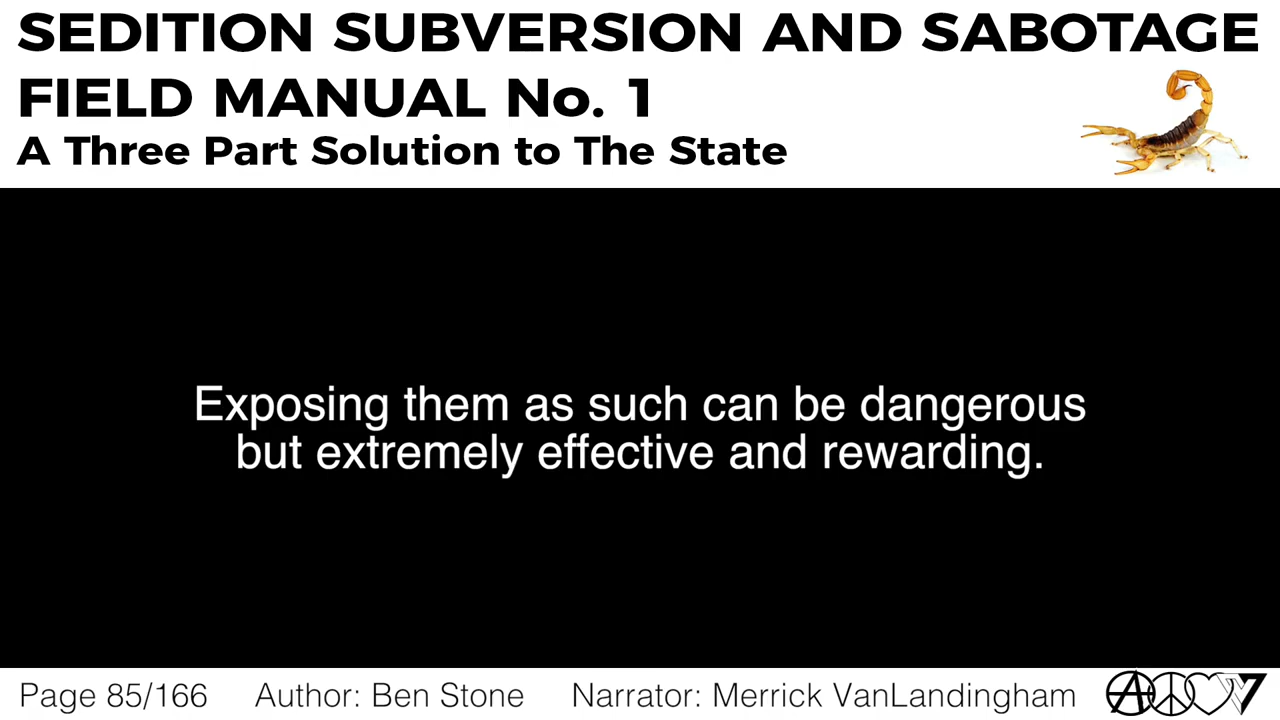 SEDITION SUBVERSION AND SABOTAGE
FIELD MANUAL No. 1
A Three Part Solution to The State
Exposing them as such can be dangerous
but extremely effective and rewarding.
Page 85/166 Author: Ben Stone Narrator: Merrick VanLandingham